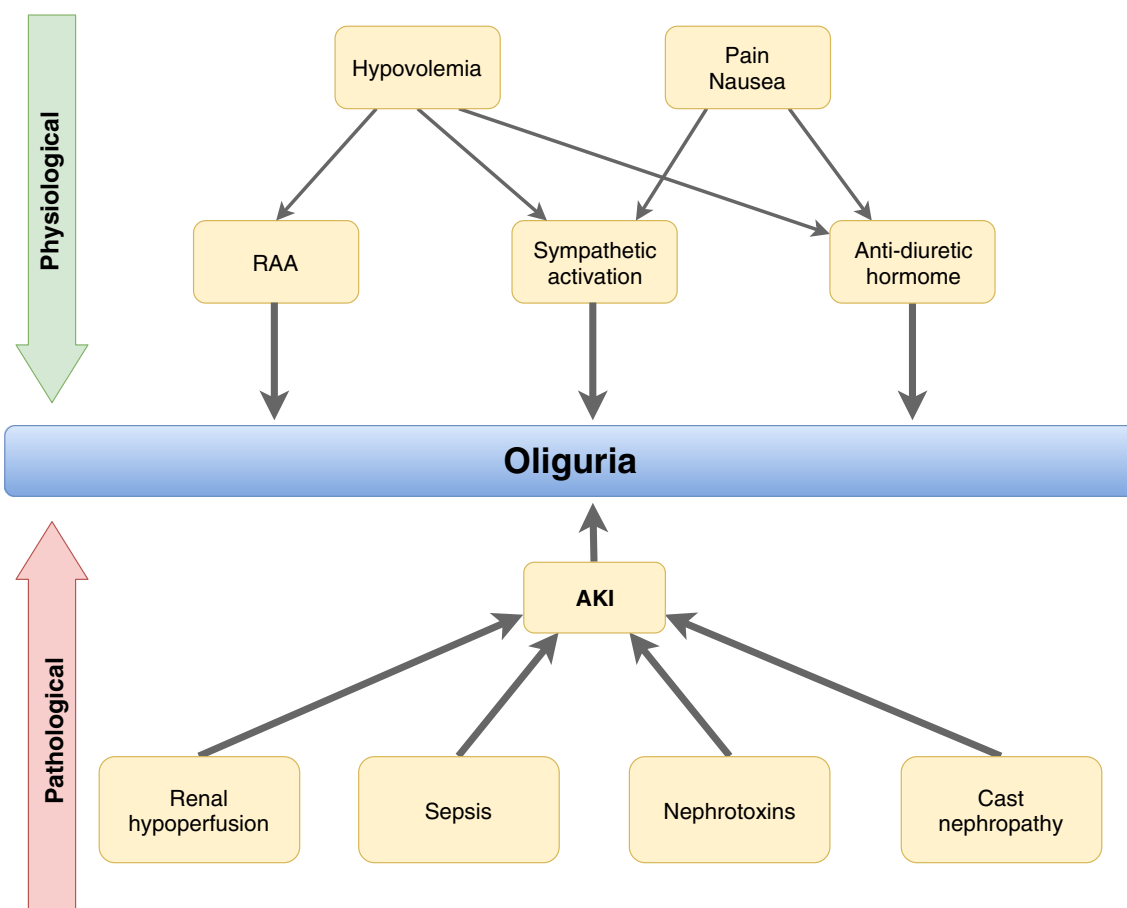 Physiological
Hypovolemia
Pain
Nausea
RAA
Sympathetic
activation
Anti-diuretic
hormome
Oliguria
Pathological
AKI
Renal
hypoperfusion
Sepsis
Nephrotoxins
Cast
nephropathy